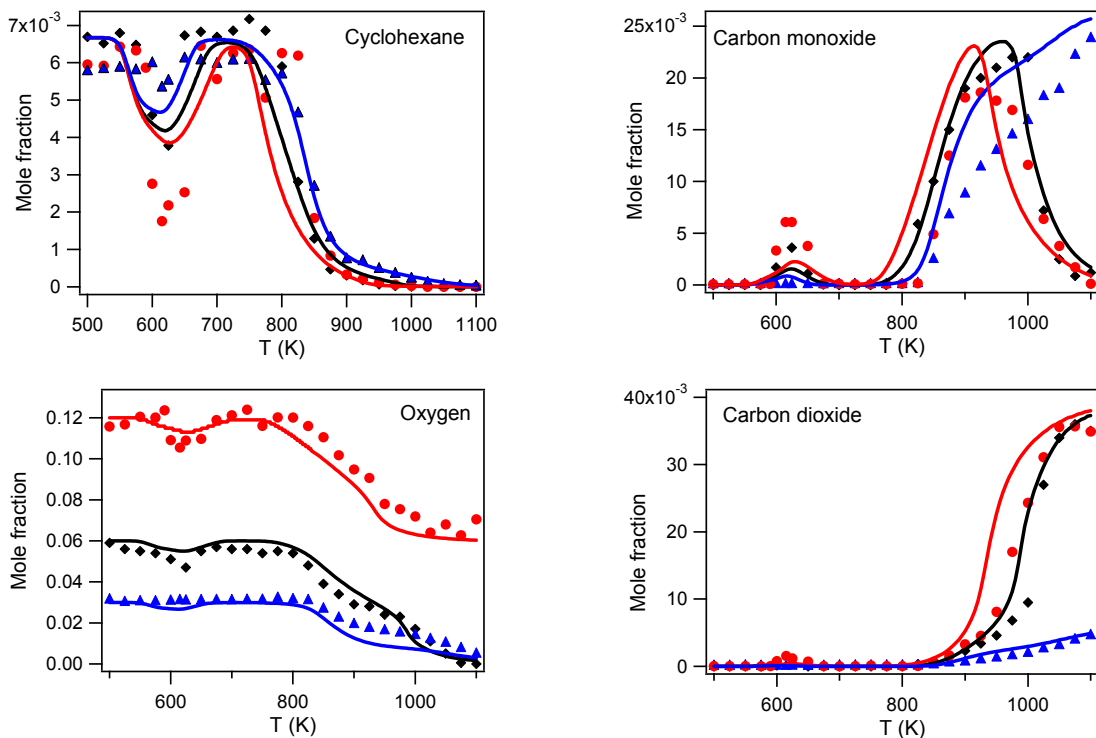 7x10⁻³
Cyclohexane
6
5
4
3
2
1
0
Mole fraction
500 600 700 800 900 1000 1100
T (K)
25x10⁻³
Carbon monoxide
20
15
10
5
0
Mole fraction
600 800 1000
T (K)
0.12
Oxygen
0.10
0.08
0.06
0.04
0.02
0.00
Mole fraction
600 800 1000
T (K)
40x10⁻³
Carbon dioxide
30
20
10
0
Mole fraction
600 800 1000
T (K)